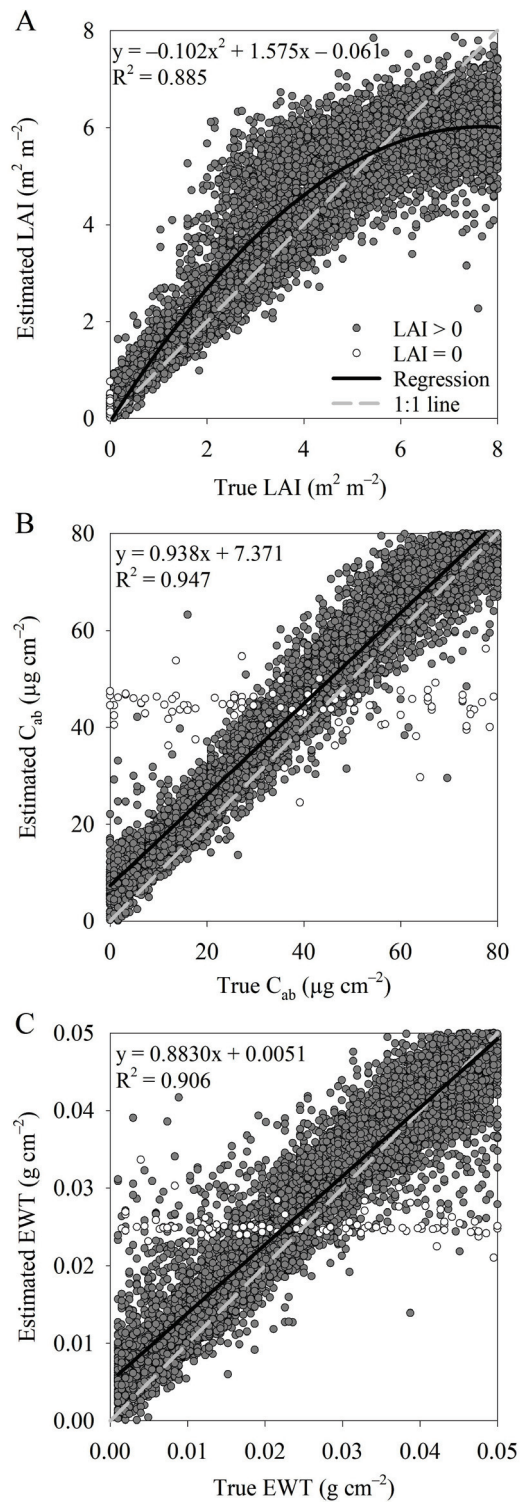 A
y = –0.102x² + 1.575x – 0.061
R² = 0.885
8
6
4
2
0
Estimated LAI (m² m⁻²)
LAI > 0
LAI = 0
Regression
1:1 line
0 2 4 6 8
True LAI (m² m⁻²)
B
y = 0.938x + 7.371
R² = 0.947
80
60
40
20
0
Estimated Cab (µg cm⁻²)
0 20 40 60 80
True Cab (µg cm⁻²)
C
y = 0.8830x + 0.0051
R² = 0.906
0.05
0.04
0.03
0.02
0.01
0.00
Estimated EWT (g cm⁻²)
0.00 0.01 0.02 0.03 0.04 0.05
True EWT (g cm⁻²)